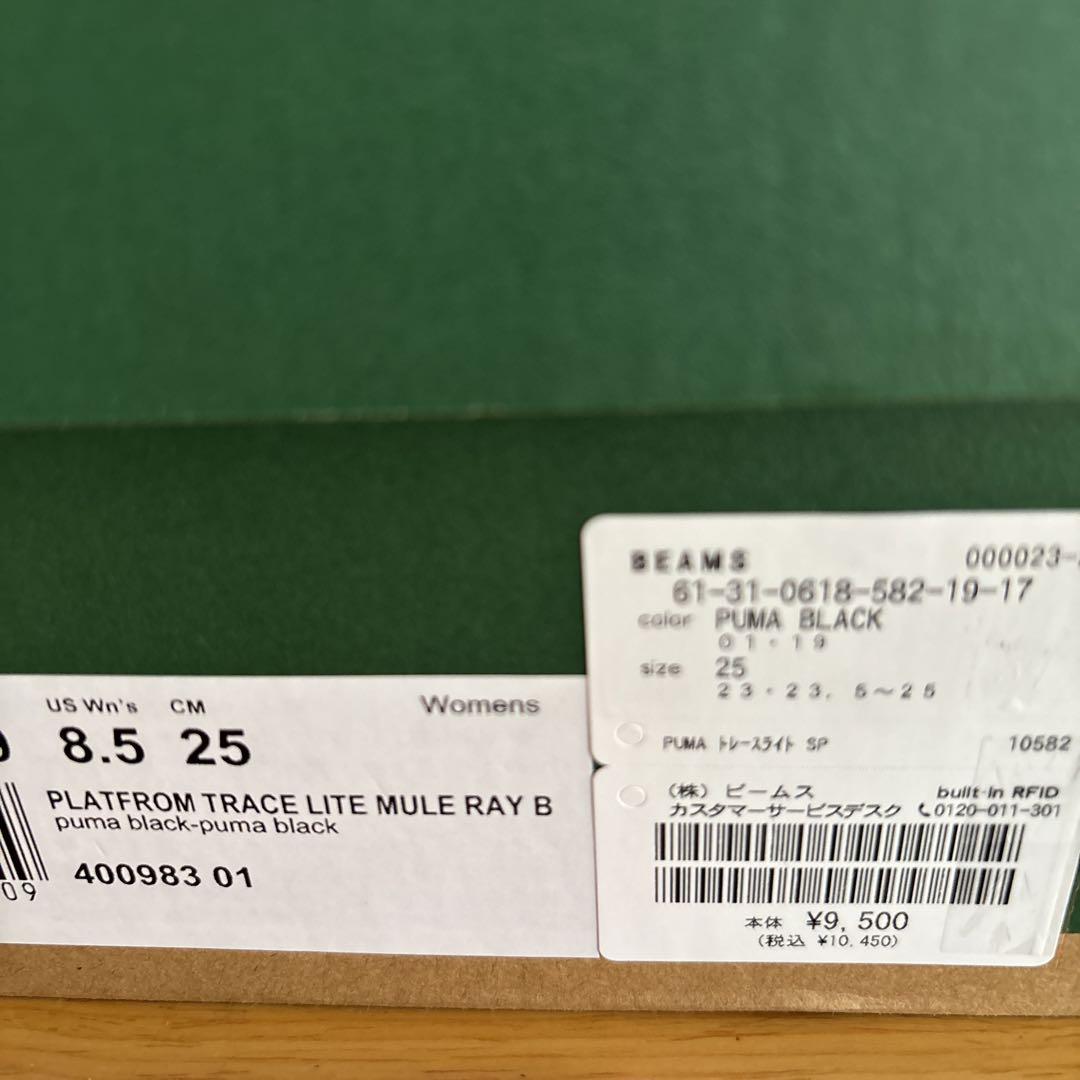 US Wn's CM Womens
8.5 25
PLATFROM TRACE LITE MULE RAY B
puma black-puma black
400983 01
09
BEAMS 000023-
61-31-0618-582-19-17
color PUMA BLACK
01・19
size 25
23・23. 5〜25
PUMA トレースライト SP 10582
(株) ビームス built-in RFID
カスタマーサービスデスク 0120-011-301
本体 ¥9, 500
(税込 ¥10, 450)